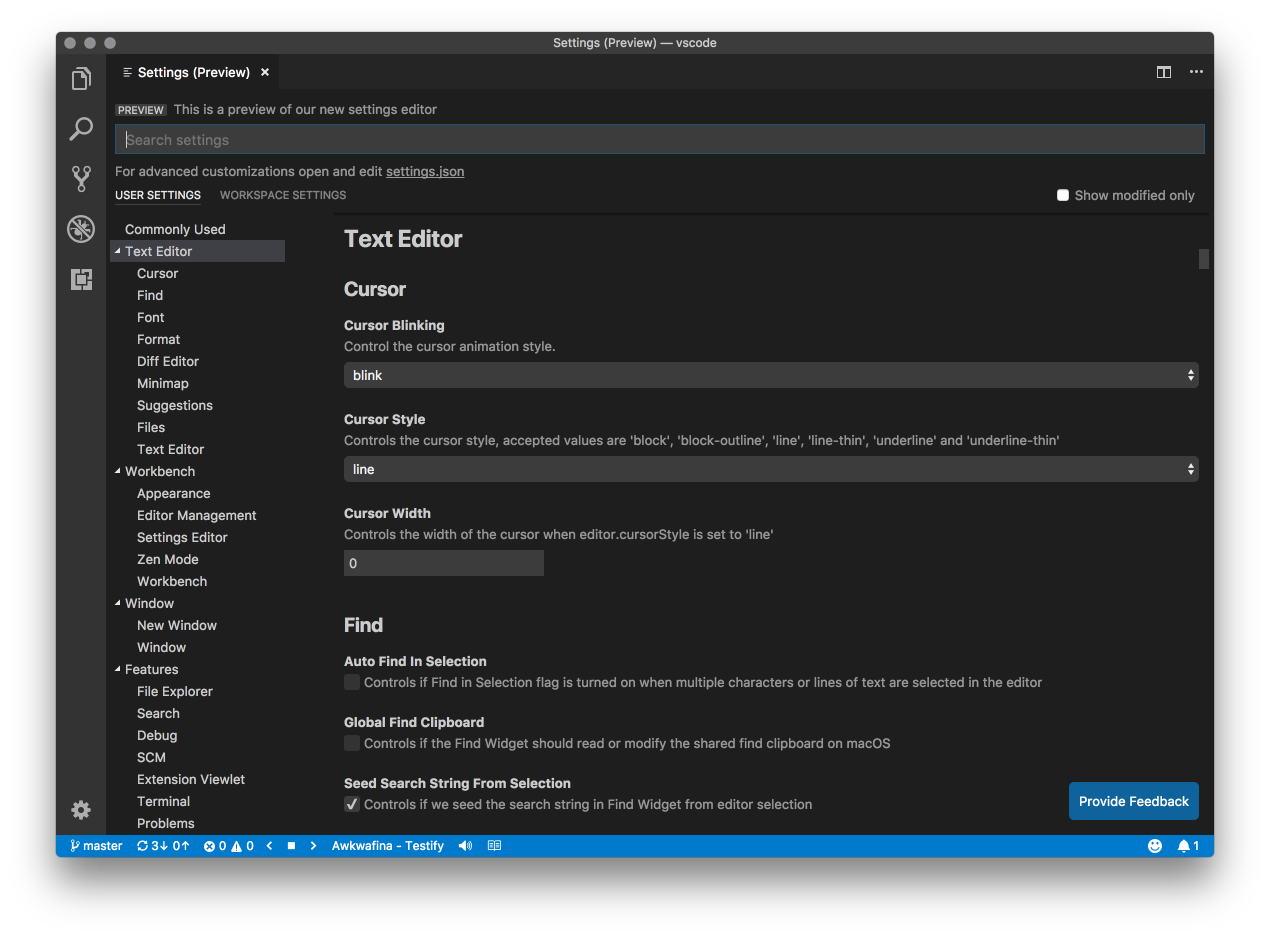 Settings (Preview) — vscode
Settings (Preview) ×
PREVIEW This is a preview of our new settings editor
Search settings
For advanced customizations open and edit settings.json
USER SETTINGS WORKSPACE SETTINGS Show modified only
Commonly Used
Text Editor
Cursor
Find
Font
Format
Diff Editor
Minimap
Suggestions
Files
Text Editor
Workbench
Appearance
Editor Management
Settings Editor
Zen Mode
Workbench
Window
New Window
Window
Features
File Explorer
Search
Debug
SCM
Extension Viewlet
Terminal
Problems
Text Editor
Cursor
Cursor Blinking
Control the cursor animation style.
blink
Cursor Style
Controls the cursor style, accepted values are 'block', 'block-outline', 'line', 'line-thin', 'underline' and 'underline-thin'
line
Cursor Width
Controls the width of the cursor when editor.cursorStyle is set to 'line'
0
Find
Auto Find In Selection
Controls if Find in Selection flag is turned on when multiple characters or lines of text are selected in the editor
Global Find Clipboard
Controls if the Find Widget should read or modify the shared find clipboard on macOS
Seed Search String From Selection
Controls if we seed the search string in Find Widget from editor selection
Provide Feedback
master 3↓ 0↑ 0 0 Awkwafina - Testify 1